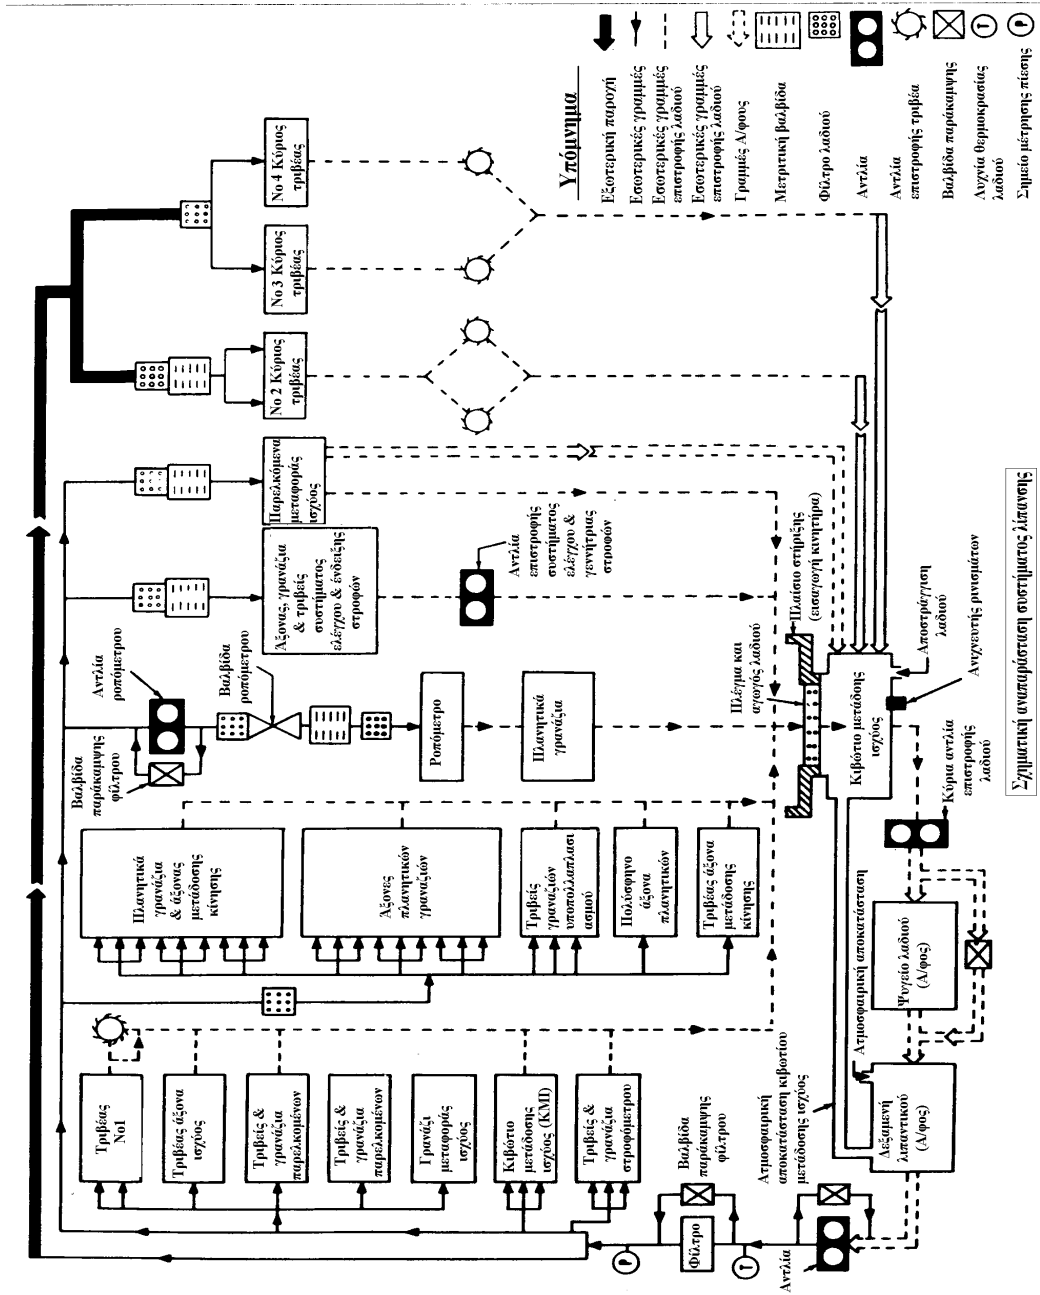 Υπόμνημα
Εξωτερική παροχή
Εσωτερικές γραμμές
Εσωτερικές γραμμές
επιστροφής λαδιού
Εσωτερικές γραμμές
επιστροφής λαδιού
Γραμμές Α/φους
Μετριτική βαλβίδα
Φίλτρο λαδιού
Αντλία
Αντλία
επιστροφής τριβέα
Βαλβίδα παράκαμψης
Λυχνία θερμοκρασίας
λαδιού
Σημείο μέτρησης πίεσης
T
P
No 4 Κύριος
τριβέας
No 3 Κύριος
τριβέας
No 2 Κύριος
τριβέας
Παρελκόμενα
μεταφοράς
ισχύος
Άξονας, γρανάζια
& τριβείς
συστήματος
ελέγχου & ένδειξης
στροφών
Αντλία
επιστροφής
συστήματος
ελέγχου &
γεννήτριας
στροφών
Αντλία
ροπόμετρου
Βαλβίδα
ροπόμετρου
Βαλβίδα
παράκαμψης
φίλτρου
Ροπόμετρο
Πλανητικά
γρανάζια
Πλανητικά
γρανάζια
& άξονας
μετάδοσης
κίνησης
Άξονες
πλανητικών
γραναζιών
Τριβείς
γραναζιών
υποπολλαπλασι
ασμού
Πολύσφηνο
άξονα
πλανητικών
Τριβέας άξονα
μετάδοσης
κίνησης
Τριβέας
No1
Τριβέας άξονα
ισχύος
Τριβείς &
γρανάζια
παρελκομένων
Τριβείς &
γρανάζια
παρελκομένων
Γρανάζι
μεταφοράς
ισχύος
Κιβώτιο
μετάδοσης
ισχύος (ΚΜΙ)
Τριβείς &
γρανάζια
στροφόμετρου
Πλαίσιο στήριξης
(εισαγωγή κινητήρα)
Πλέγμα και
αγωγός λαδιού
Κιβώτιο μετάδοσης
ισχύος
Αποστράγγιση
λαδιού
Ανιχνευτής ρινισμάτων
Κύρια αντλία
επιστροφής
λαδιού
Ατμοσφαιρική αποκατάσταση
Ψυγείο λαδιού
(Α/φος)
Δεξαμενή
λιπαντικού
(Α/φος)
Ατμοσφαιρική
αποκατάσταση κιβωτίου
μετάδοσης ισχύος
Βαλβίδα
παράκαμψης
φίλτρου
P
Φίλτρο
T
Αντλία
Σχηματική αναπαράσταση συστήματος λίπανσης